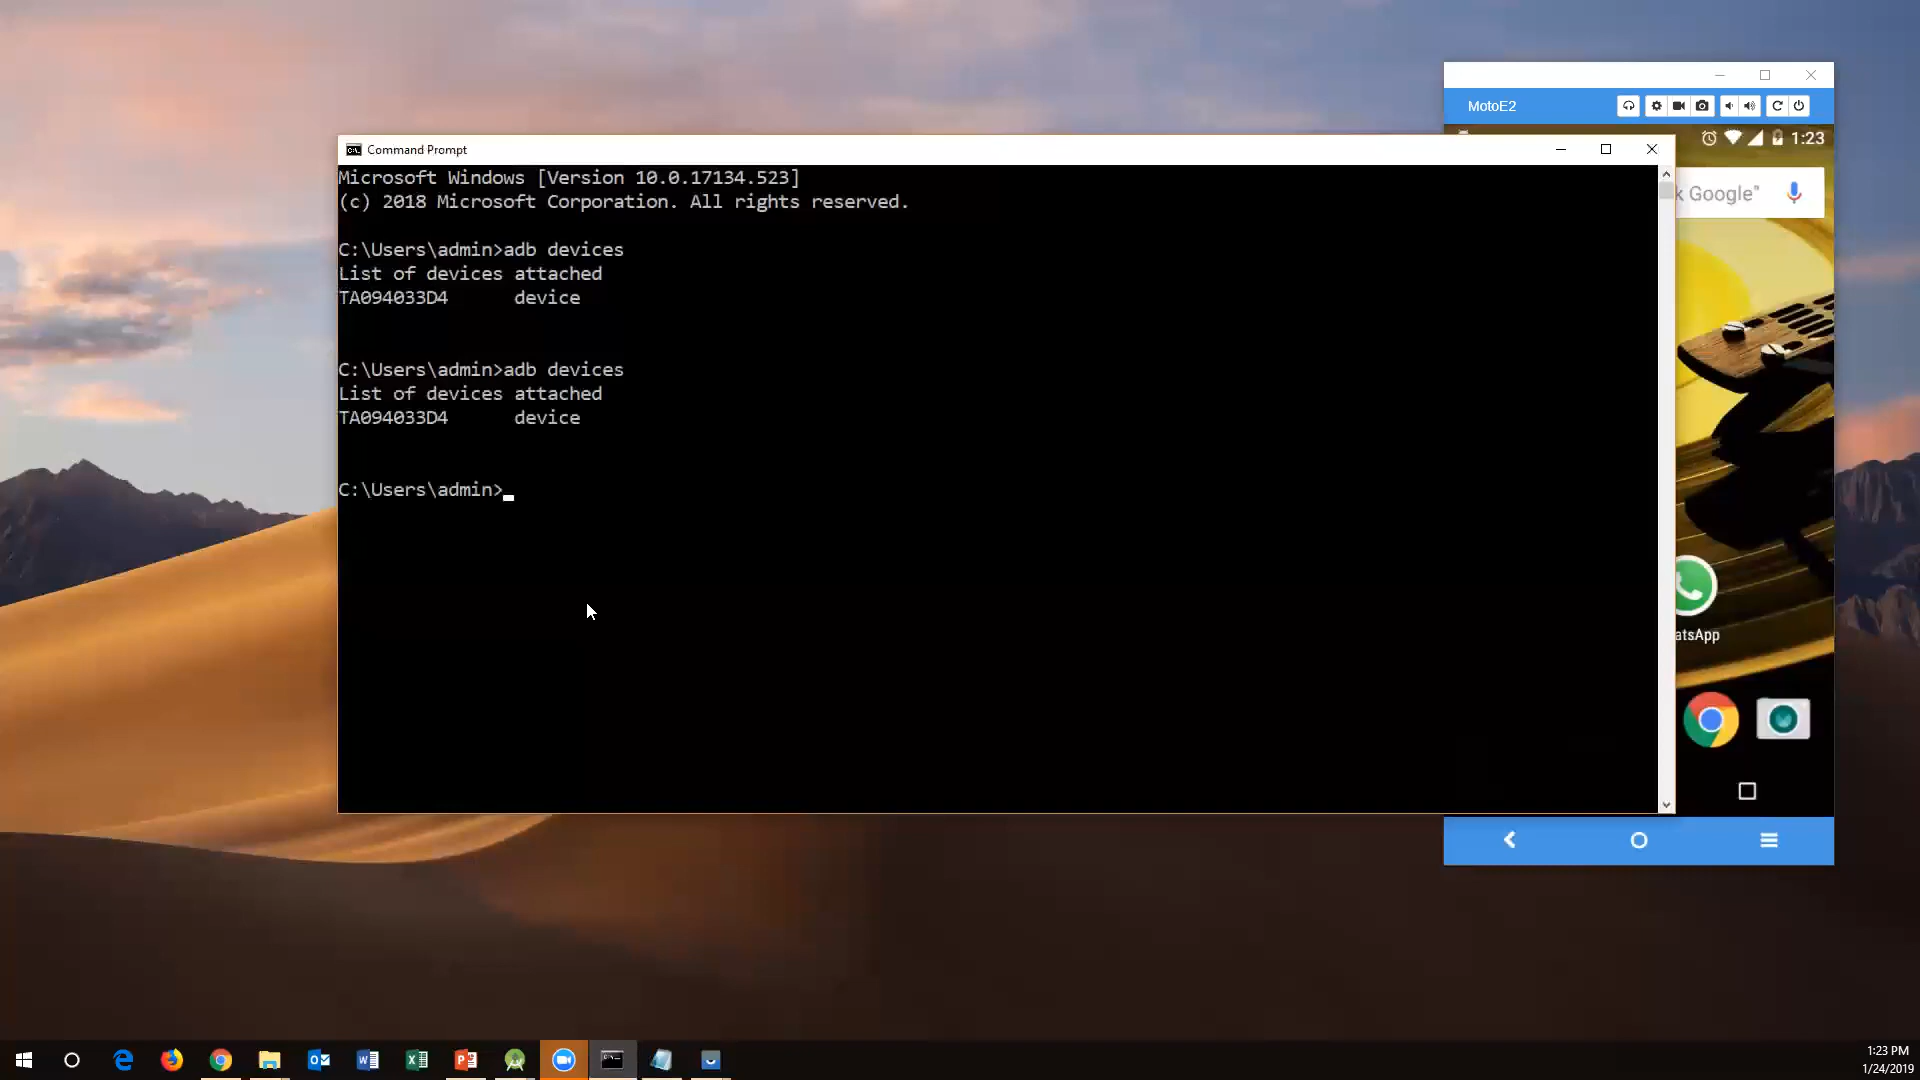 MotoE2
1:23
Command Prompt
Microsoft Windows [Version 10.0.17134.523]
(c) 2018 Microsoft Corporation. All rights reserved.
k Google"
C:\Users\admin>adb devices
List of devices attached
TA094033D4 device
C:\Users\admin>adb devices
List of devices attached
TA094033D4 device
C:\Users\admin>
atsApp
1:23 PM
1/24/2019